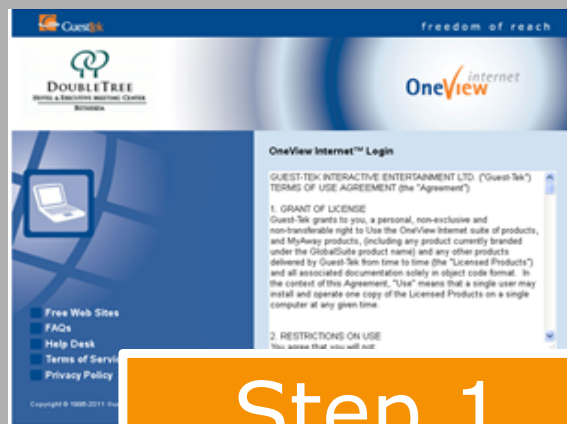 GuestTek
freedom of reach
DOUBLETREE
HOTEL & EXECUTIVE MEETING CENTER
BETHESDA
OneView internet
OneView Internet™ Login
GUEST-TEK INTERACTIVE ENTERTAINMENT LTD. ("Guest-Tek")
TERMS OF USE AGREEMENT (the "Agreement")
1. GRANT OF LICENSE
Guest-Tek grants to you, a personal, non-exclusive and
non-transferable right to Use the OneView Internet suite of products,
and MyAway products, (including any product currently branded
under the GlobalSuite product name) and any other products
delivered by Guest-Tek from time to time (the "Licensed Products")
and all associated documentation solely in object code format. In
the context of this Agreement, "Use" means that a single user may
install and operate one copy of the Licensed Products on a single
computer at any given time.
2. RESTRICTIONS ON USE
You agree that you will not:
Free Web Sites
FAQs
Help Desk
Terms of Servi
Privacy Policy
Copyright © 1996-2011 Gue
Step 1